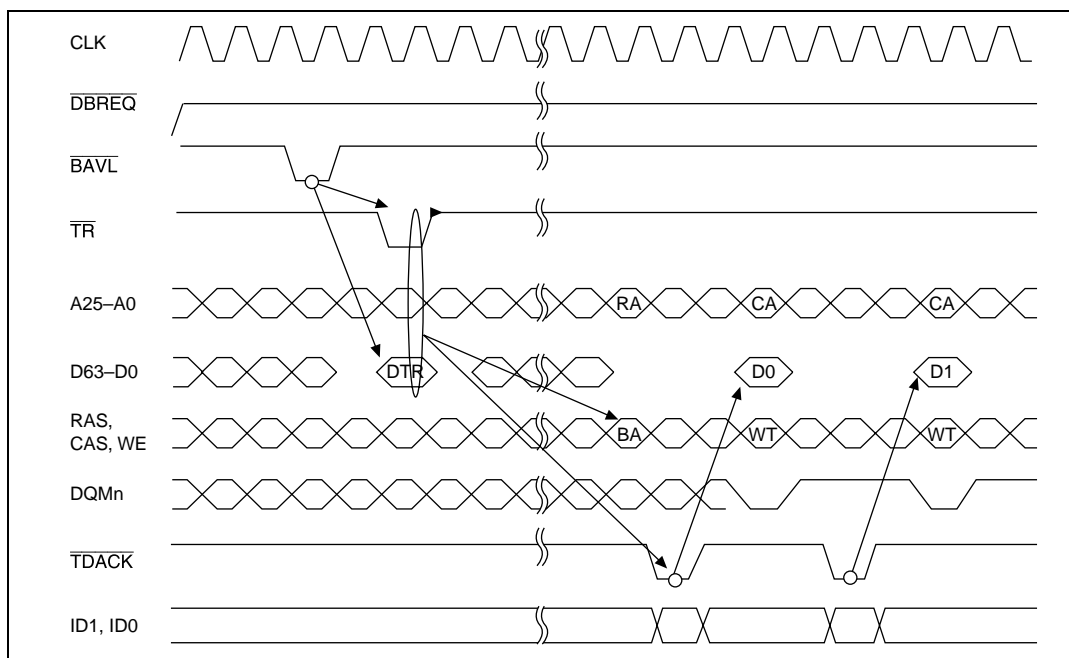 CLK
DBREQ
BAVL
TR
A25–A0 RA CA CA
D63–D0 DTR D0 D1
RAS,
CAS, WE BA WT WT
DQMn
TDACK
ID1, ID0